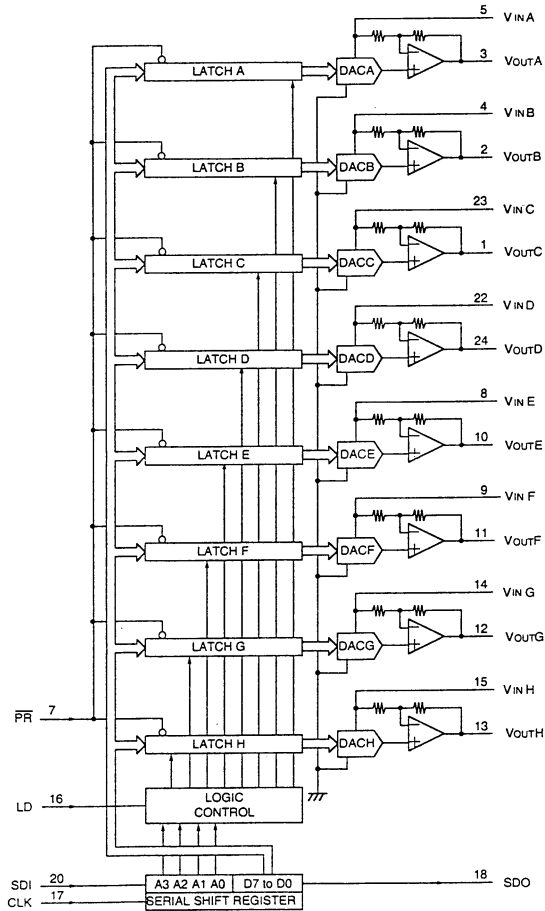 5 VIN A
3 VOUTA
LATCH A DACA
4 VIN B
2 VOUTB
LATCH B DACB
23 VIN C
1 VOUTC
LATCH C DACC
22 VIN D
24 VOUTD
LATCH D DACD
8 VIN E
10 VOUTE
LATCH E DACE
9 VIN F
11 VOUTF
LATCH F DACF
14 VIN G
12 VOUTG
LATCH G DACG
15 VIN H
PR 7
13 VOUTH
LATCH H DACH
LD 16 LOGIC
CONTROL
SDI 20 A3 A2 A1 A0 D7 to D0 18 SDO
CLK 17 SERIAL SHIFT REGISTER